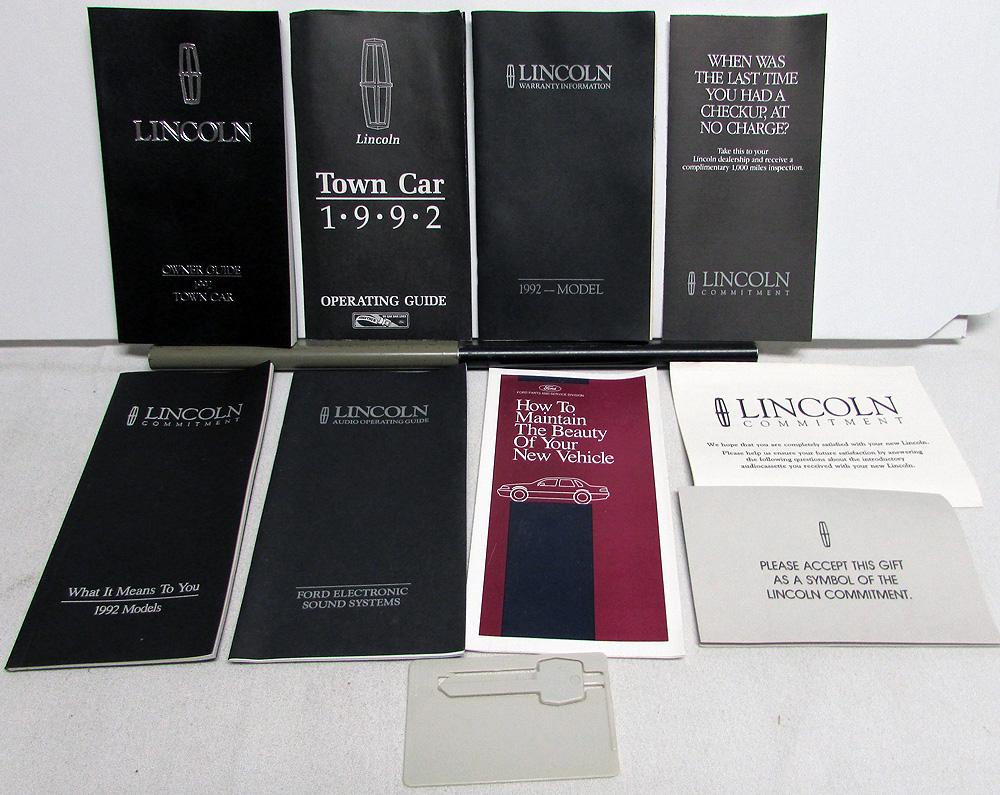 LINCOLN
OWNER GUIDE
1992
TOWN CAR
Lincoln
Town Car
1•9•9•2
OPERATING GUIDE
LINCOLN
WARRANTY INFORMATION
1992 — MODEL
WHEN WAS
THE LAST TIME
YOU HAD A
CHECKUP, AT
NO CHARGE?
Take this to your
Lincoln dealership and receive a
complimentary 1,000 miles inspection.
LINCOLN
COMMITMENT
LINCOLN
COMMITMENT
What It Means To You
1992 Models
LINCOLN
AUDIO OPERATING GUIDE
FORD ELECTRONIC
SOUND SYSTEMS
Ford
FORD PARTS AND SERVICE DIVISION
How To
Maintain
The Beauty
Of Your
New Vehicle
LINCOLN
COMMITMENT
We hope that you are completely satisfied with your new Lincoln.
Please help us ensure your future satisfaction by answering
the following questions about the introductory
audiocassette you received with your new Lincoln.
PLEASE ACCEPT THIS GIFT
AS A SYMBOL OF THE
LINCOLN COMMITMENT.